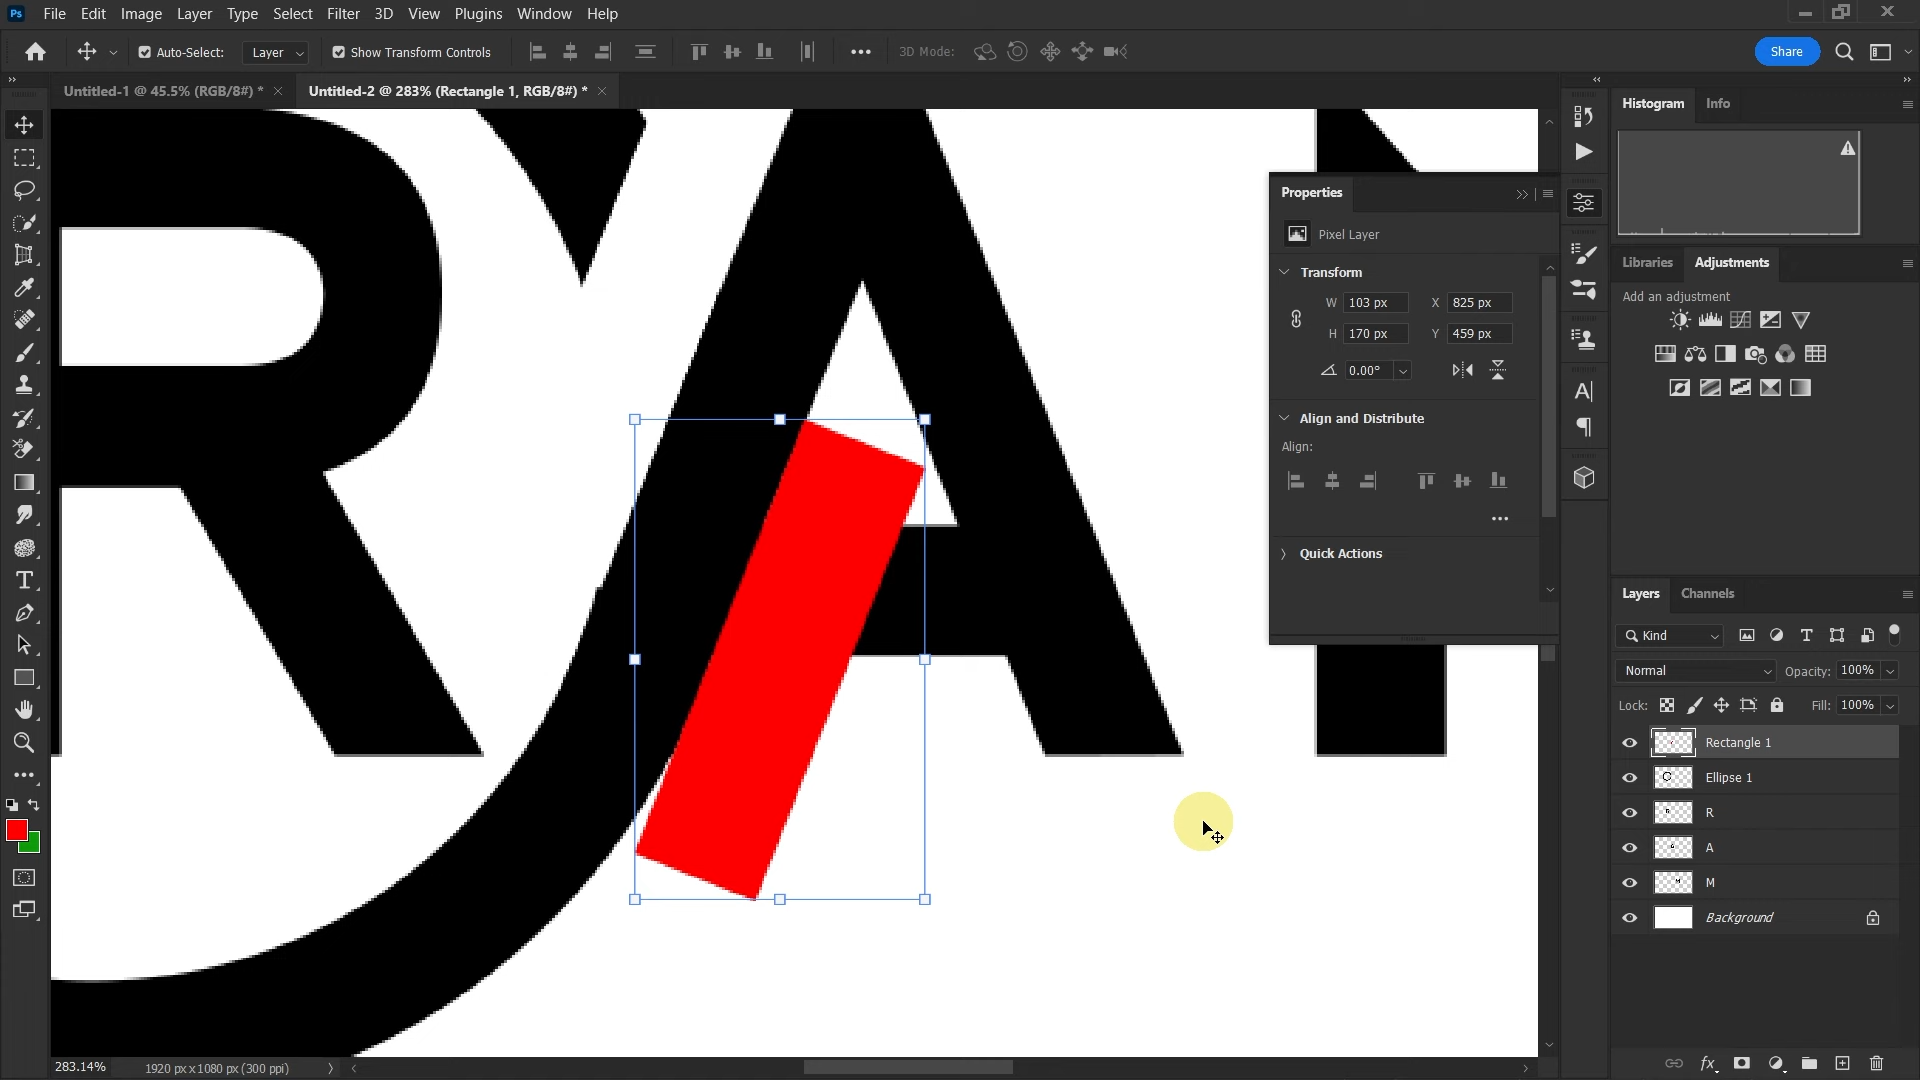 Ps File Edit Image Layer Type Select Filter 3D View Plugins Window Help
Auto-Select: Layer Show Transform Controls 3D Mode: Share
Untitled-1 @ 45.5% (RGB/8#) * Untitled-2 @ 283% (Rectangle 1, RGB/8#) *
Histogram Info
Properties
Pixel Layer
Transform
W 103 px X 825 px
H 170 px Y 459 px
0.00°
Align and Distribute
Align:
Quick Actions
Libraries Adjustments
Add an adjustment
Layers Channels
Kind
Normal Opacity: 100%
Lock: Fill: 100%
Rectangle 1
Ellipse 1
R
A
M
Background
RAM
283.14% 1920 px x 1080 px (300 ppi)